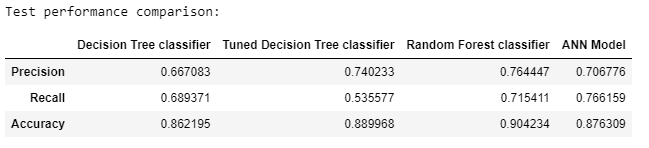 Test performance comparison:
Decision Tree classifier Tuned Decision Tree classifier Random Forest classifier ANN Model
Precision 0.667083 0.740233 0.764447 0.706776
Recall 0.689371 0.535577 0.715411 0.766159
Accuracy 0.862195 0.889968 0.904234 0.876309